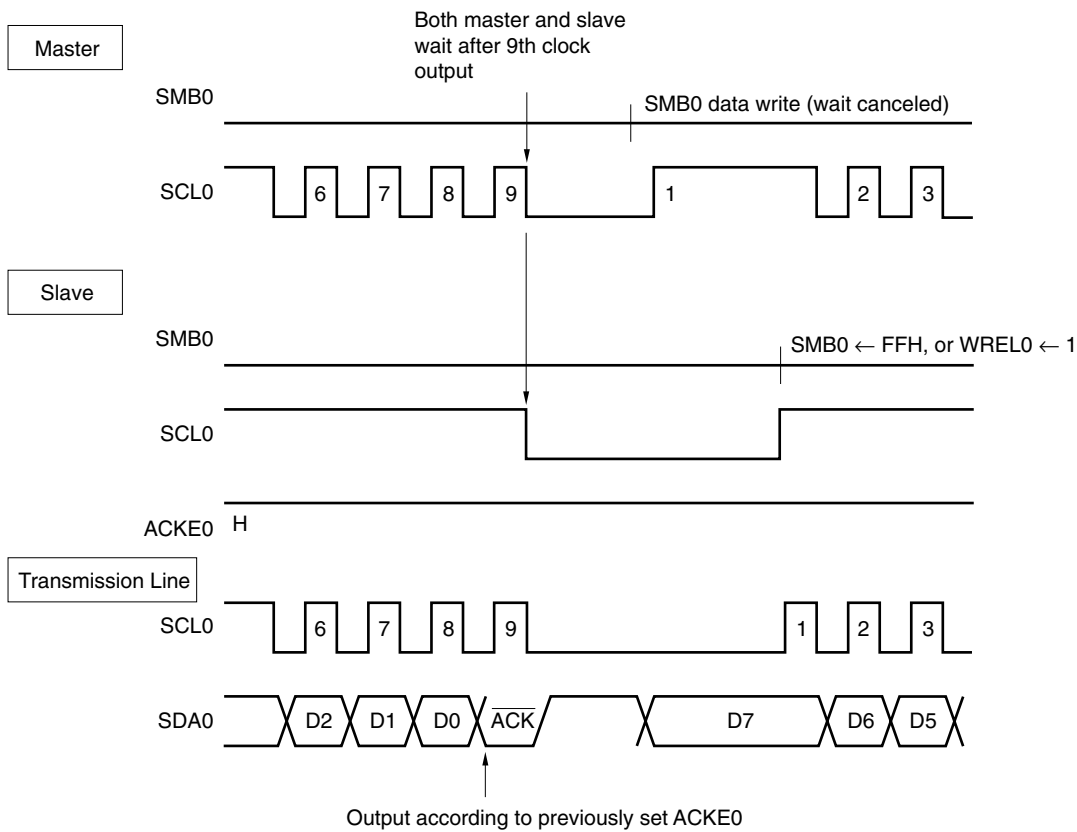 Both master and slave
wait after 9th clock
output
Master
SMB0
SMB0 data write (wait canceled)
SCL0
6 7 8 9 1 2 3
Slave
SMB0
SMB0 ← FFH, or WREL0 ← 1
SCL0
ACKE0 H
Transmission Line
SCL0
6 7 8 9 1 2 3
SDA0
D2 D1 D0 A̅C̅K̅ D7 D6 D5
Output according to previously set ACKE0